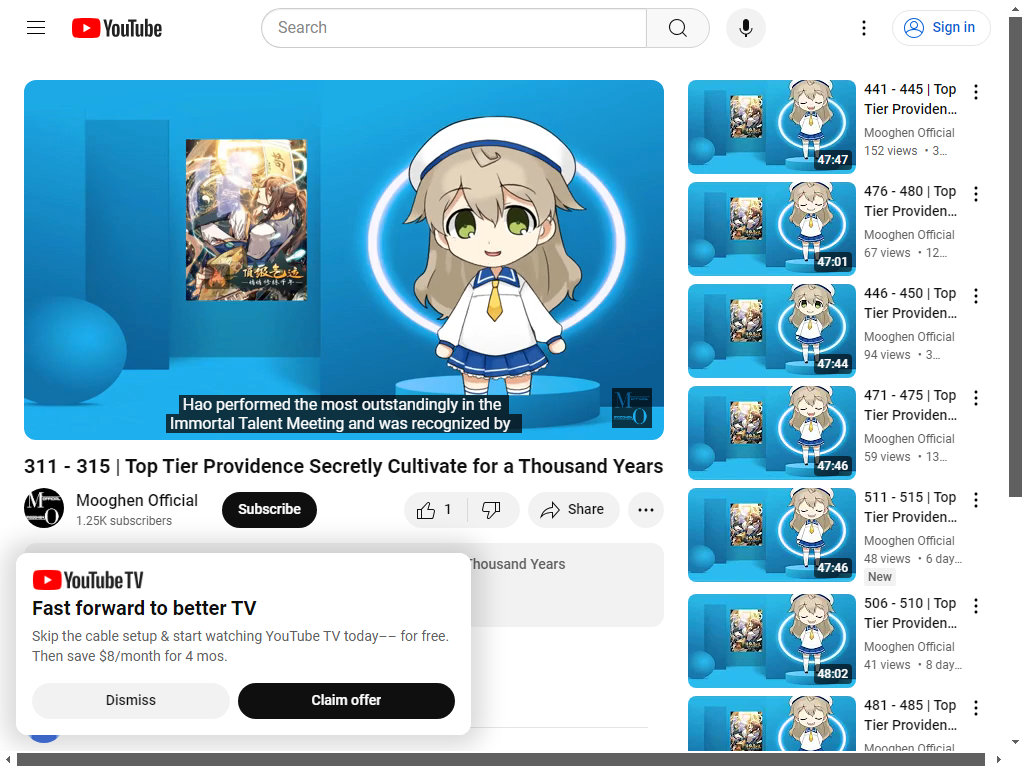 YouTube
Search
Sign in
Hao performed the most outstandingly in the
Immortal Talent Meeting and was recognized by
311 - 315 | Top Tier Providence Secretly Cultivate for a Thousand Years
Mooghen Official
1.25K subscribers
Subscribe
1
Share
Thousand Years
YouTube TV
Fast forward to better TV
Skip the cable setup & start watching YouTube TV today–– for free.
Then save $8/month for 4 mos.
Dismiss
Claim offer
441 - 445 | Top
Tier Providen…
Mooghen Official
152 views • 3…
47:47
476 - 480 | Top
Tier Providen…
Mooghen Official
67 views • 12…
47:01
446 - 450 | Top
Tier Providen…
Mooghen Official
94 views • 3…
47:44
471 - 475 | Top
Tier Providen…
Mooghen Official
59 views • 13…
47:46
511 - 515 | Top
Tier Providen…
Mooghen Official
48 views • 6 day…
New
47:46
506 - 510 | Top
Tier Providen…
Mooghen Official
41 views • 8 day…
48:02
481 - 485 | Top
Tier Providen…
Mooghen Official